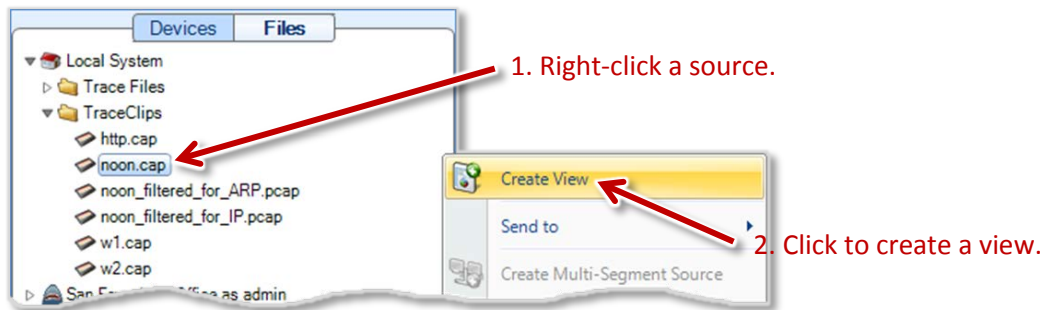 Devices Files
Local System
1. Right-click a source.
Trace Files
TraceClips
http.cap
noon.cap
noon_filtered_for_ARP.pcap
noon_filtered_for_IP.pcap
w1.cap
w2.cap
as admin
Create View
Send to
2. Click to create a view.
Create Multi-Segment Source